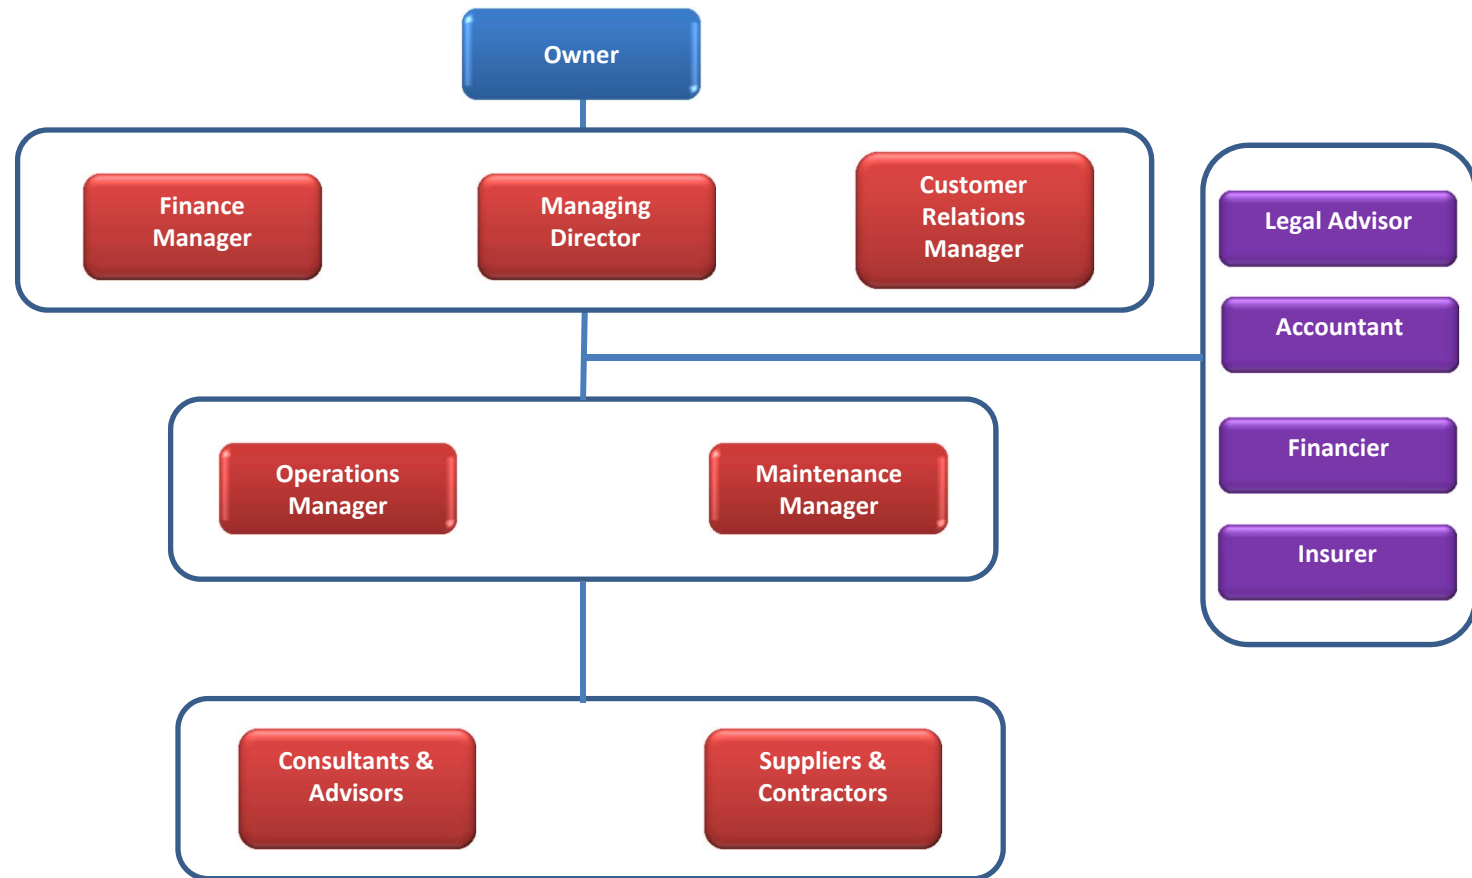 Owner
Finance
Manager
Managing
Director
Customer
Relations
Manager
Legal Advisor
Accountant
Financier
Insurer
Operations
Manager
Maintenance
Manager
Consultants &
Advisors
Suppliers &
Contractors